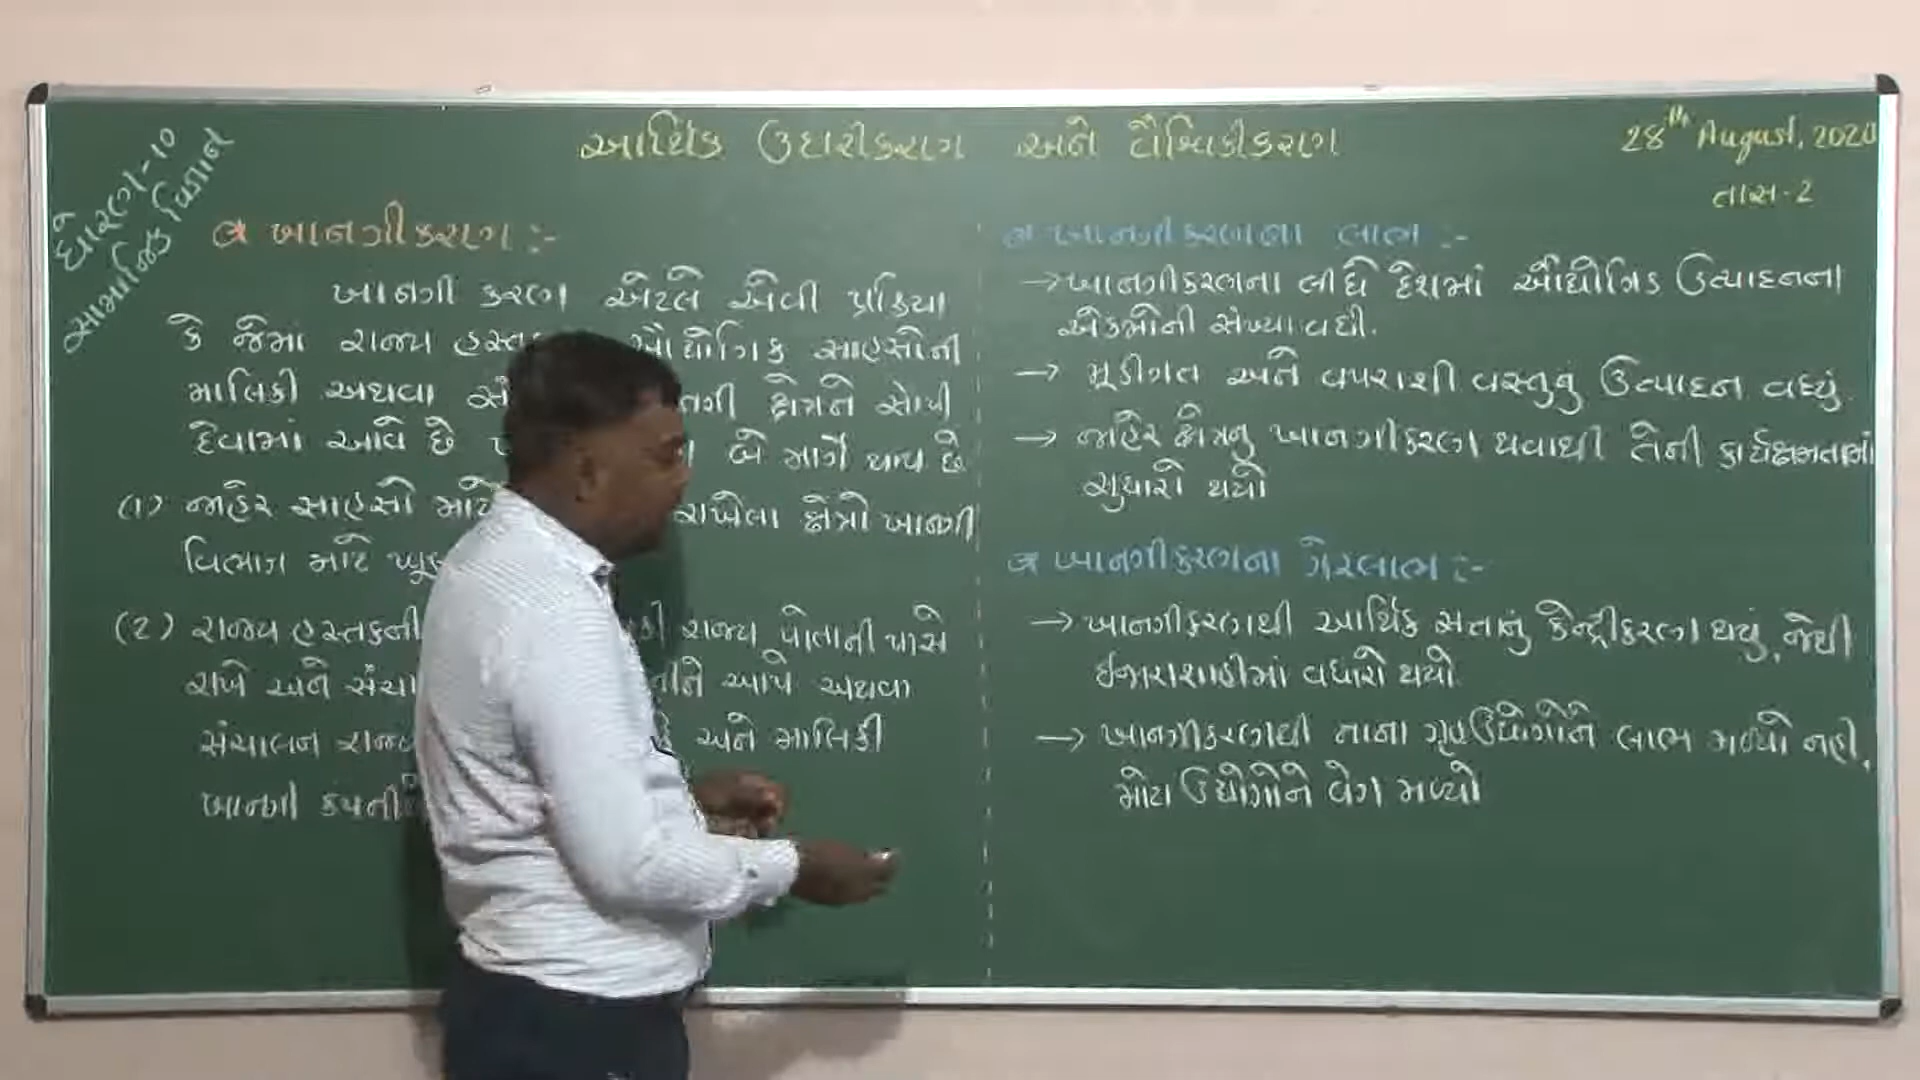 ધોરણ-10
સામાજિક વિજ્ઞાન
આર્થિક ઉદારીકરણ અને વૈશ્વિકીકરણ
28th August, 2020
તાસ-2
ખાનગીકરણ :-
ખાનગી કરણ એટલે એવી પ્રક્રિયા
કે જેમાં રાજ્ય ઔદ્યોગિક સાહસોની
માલિકી અથવા ક્ષેત્રને સોપી
દેવામાં આવે છે બે માર્ગે થાય છે
(1) જાહેર સાહસો રાખેલા ક્ષેત્રો ખાનગી
વિભાગ માટે
(2) રાજ્ય હસ્તકની રાજ્ય પોતાની પાસે
રાખે અને આપે અથવા
સંચાલન અને માલિકી
ખાનગી કંપની
ખાનગીકરણના લાભ :-
→ ખાનગીકરણના લીધે દેશમાં ઔદ્યોગિક ઉત્પાદનના
એકમોની સંખ્યા વધી.
→ મૂડીગત અને વપરાશી વસ્તુનુ ઉત્પાદન વધ્યું.
→ જાહેર ક્ષેત્રનુ ખાનગીકરણ થવાથી તેની કાર્યક્ષમતામાં
સુધારો થયો
ખાનગીકરણના ગેરલાભ :-
→ ખાનગીકરણથી આર્થિક સત્તાનું કેન્દ્રીકરણ થયું, જેથી
ઇજારાશાહીમાં વધારો થયો.
→ ખાનગીકરણથી નાના ગૃહઉદ્યોગોને લાભ મળ્યો નહી,
મોટા ઉદ્યોગોને વેગ મળ્યો